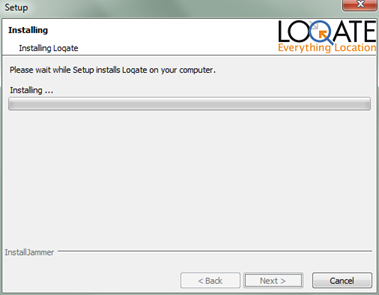 Setup
Installing
Installing Loqate
LOQATE
Everything Location
Please wait while Setup installs Loqate on your computer.
Installing ...
InstallJammer
< Back
Next >
Cancel